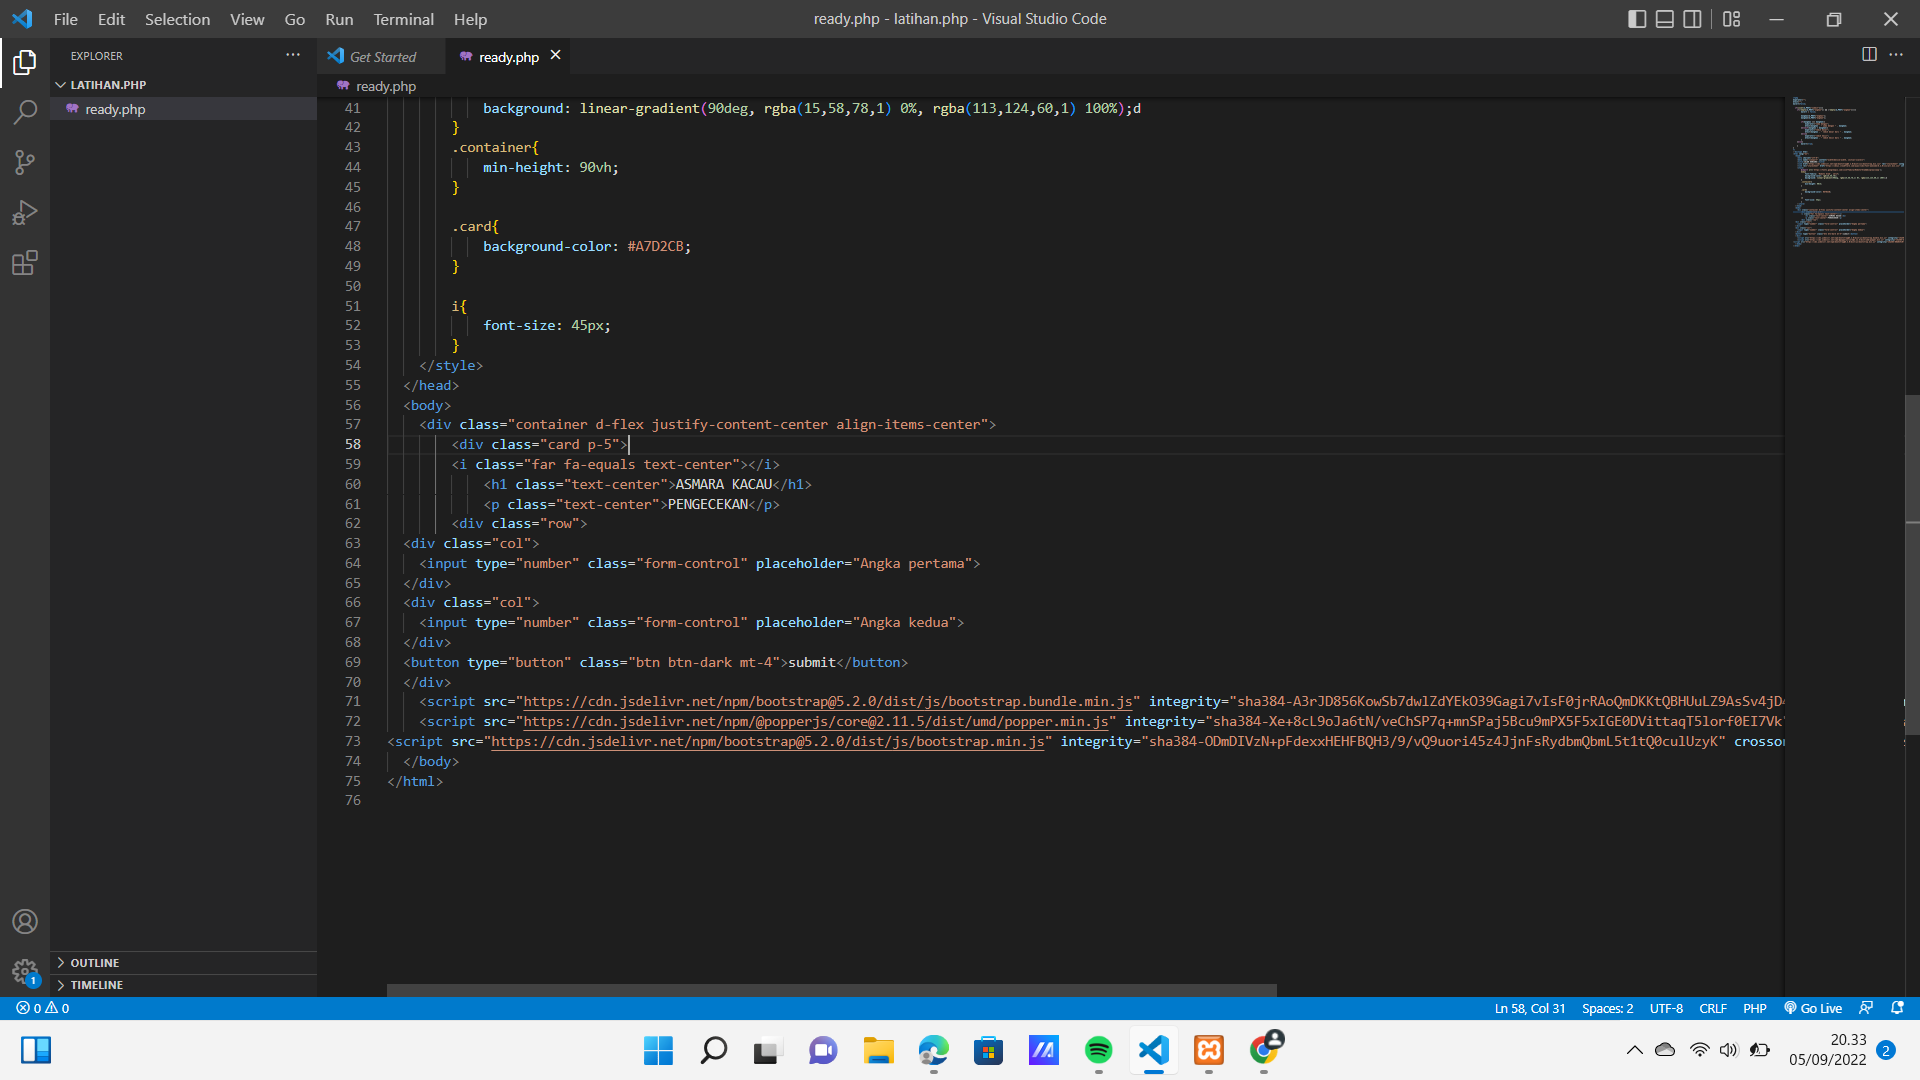 File Edit Selection View Go Run Terminal Help
ready.php - latihan.php - Visual Studio Code
EXPLORER
LATIHAN.PHP
ready.php
Get Started
ready.php
ready.php
41 background: linear-gradient(90deg, rgba(15,58,78,1) 0%, rgba(113,124,60,1) 100%);d
42 }
43 .container{
44 min-height: 90vh;
45 }
46
47 .card{
48 background-color: #A7D2CB;
49 }
50
51 i{
52 font-size: 45px;
53 }
54 </style>
55 </head>
56 <body>
57 <div class="container d-flex justify-content-center align-items-center">
58 <div class="card p-5">
59 <i class="far fa-equals text-center"></i>
60 <h1 class="text-center">ASMARA KACAU</h1>
61 <p class="text-center">PENGECEKAN</p>
62 <div class="row">
63 <div class="col">
64 <input type="number" class="form-control" placeholder="Angka pertama">
65 </div>
66 <div class="col">
67 <input type="number" class="form-control" placeholder="Angka kedua">
68 </div>
69 <button type="button" class="btn btn-dark mt-4">submit</button>
70 </div>
71 <script src="https://cdn.jsdelivr.net/npm/bootstrap@5.2.0/dist/js/bootstrap.bundle.min.js" integrity="sha384-A3rJD856KowSb7dwlZdYEkO39Gagi7vIsF0jrRAoQmDKKtQBHUuLZ9AsSv4jD4
72 <script src="https://cdn.jsdelivr.net/npm/@popperjs/core@2.11.5/dist/umd/popper.min.js" integrity="sha384-Xe+8cL9oJa6tN/veChSP7q+mnSPaj5Bcu9mPX5F5xIGE0DVittaqT5lorf0EI7Vk
73 <script src="https://cdn.jsdelivr.net/npm/bootstrap@5.2.0/dist/js/bootstrap.min.js" integrity="sha384-ODmDIVzN+pFdexxHEHFBQH3/9/vQ9uori45z4JjnFsRydbmQbmL5t1tQ0culUzyK" crossor
74 </body>
75 </html>
76
OUTLINE
TIMELINE
1
0 0
Ln 58, Col 31 Spaces: 2 UTF-8 CRLF PHP Go Live
20.33
05/09/2022
2